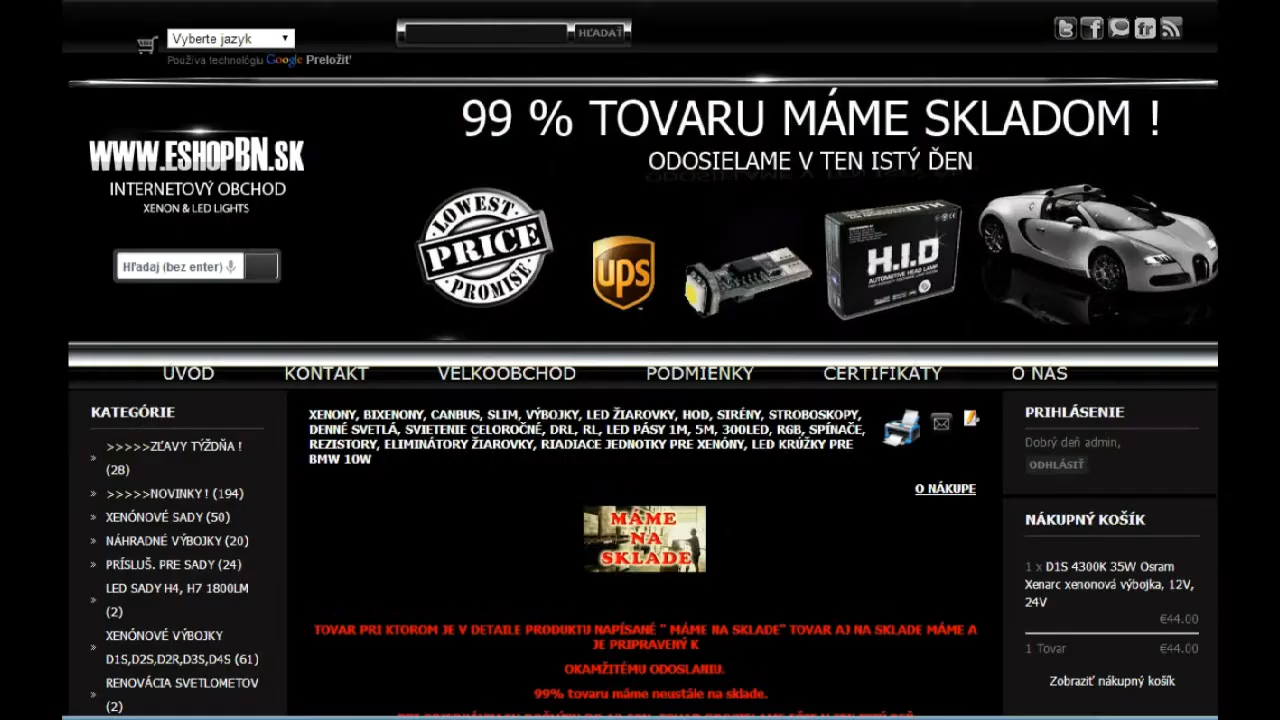 Vyberte jazyk
HĽADAŤ
Používa technológiu Google Preložiť
99 % TOVARU MÁME SKLADOM !
ODOSIELAME V TEN ISTÝ ĎEN
WWW.ESHOPBN.SK
INTERNETOVÝ OBCHOD
XENON & LED LIGHTS
Hľadaj (bez enter)
LOWEST
PRICE
PROMISE
ups
H.I.D
AUTOMOTIVE HEAD LAMP
ÚVOD KONTAKT VELKOOBCHOD PODMIENKY CERTIFIKÁTY O NÁS
KATEGÓRIE
>>>>>ZĽAVY TÝŽDŇA !
(28)
>>>>>NOVINKY! (194)
XENÓNOVÉ SADY (50)
NÁHRADNÉ VÝBOJKY (20)
PRÍSLUŠ. PRE SADY (24)
LED SADY H4, H7 1800LM
(2)
XENÓNOVÉ VÝBOJKY
D1S,D2S,D2R,D3S,D4S (61)
RENOVÁCIA SVETLOMETOV
(2)
XENONY, BIXENONY, CANBUS, SLIM, VÝBOJKY, LED ŽIAROVKY, HOD, SIRÉNY, STROBOSKOPY,
DENNÉ SVETLÁ, SVIETENIE CELOROČNÉ, DRL, RL, LED PÁSY 1M, 5M, 300LED, RGB, SPÍNAČE,
REZISTORY, ELIMINÁTORY ŽIAROVKY, RIADIACE JEDNOTKY PRE XENÓNY, LED KRÚŽKY PRE
BMW 10W
O NÁKUPE
MÁME
NA
SKLADE
TOVAR PRI KTOROM JE V DETAILE PRODUKTU NAPÍSANÉ " MÁME NA SKLADE" TOVAR AJ NA SKLADE MÁME A
JE PRIPRAVENÝ K
OKAMŽITÉMU ODOSLANIU.
99% tovaru máme neustále na sklade.
PRIHLÁSENIE
Dobrý deň admin,
ODHLÁSIŤ
NÁKUPNÝ KOŠÍK
1 x D1S 4300K 35W Osram
Xenarc xenonová výbojka, 12V,
24V
€44.00
1 Tovar €44.00
Zobraziť nákupný košík